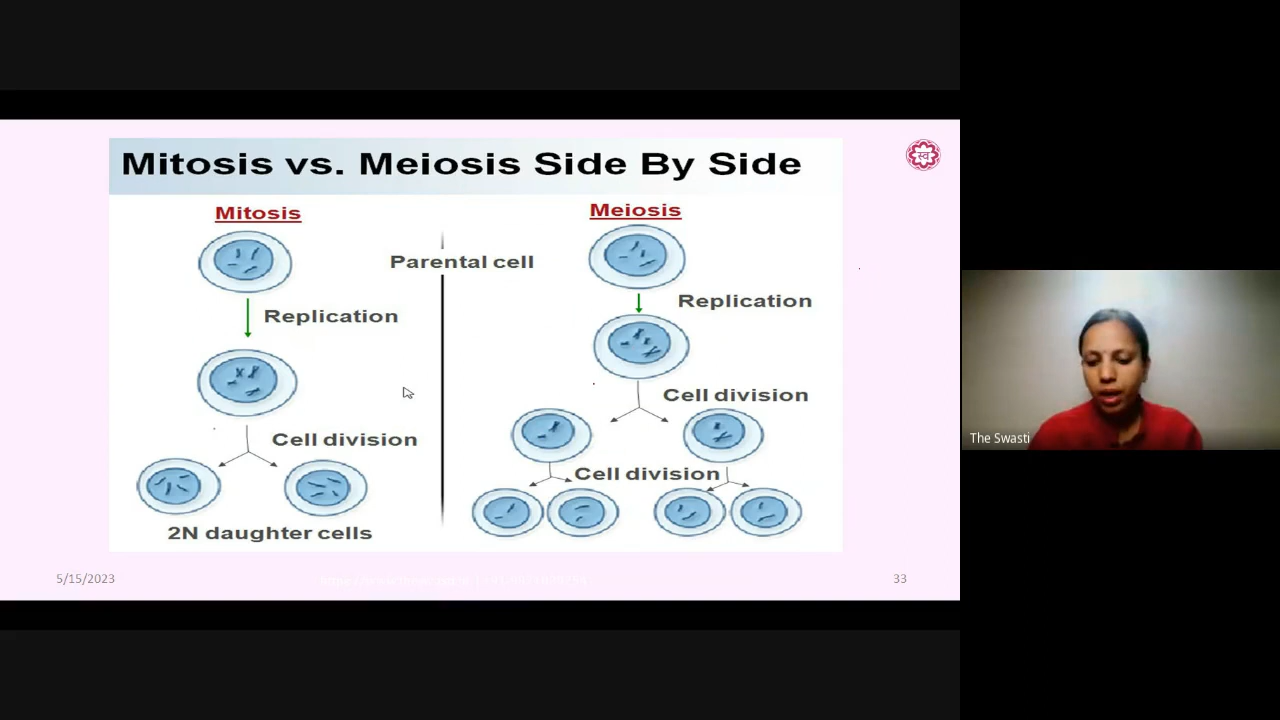 Mitosis vs. Meiosis Side By Side
स्व
Mitosis
Meiosis
Parental cell
Replication
Replication
Cell division
Cell division
Cell division
2N daughter cells
5/15/2023
33
The Swasti